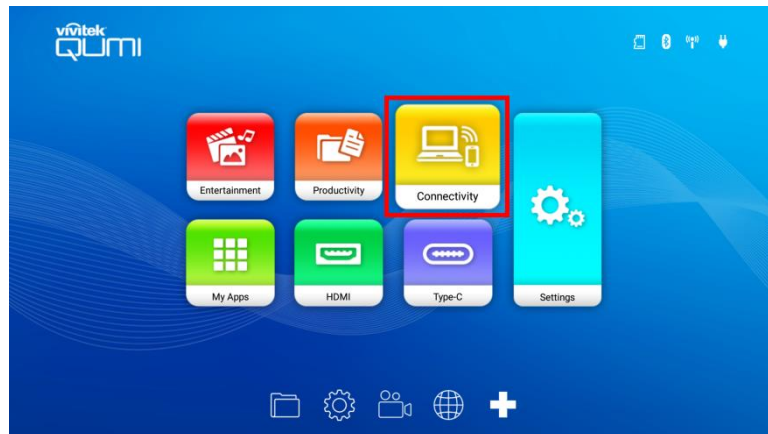 vivitek
QUMI
Entertainment
Productivity
Connectivity
My Apps
HDMI
Type-C
Settings